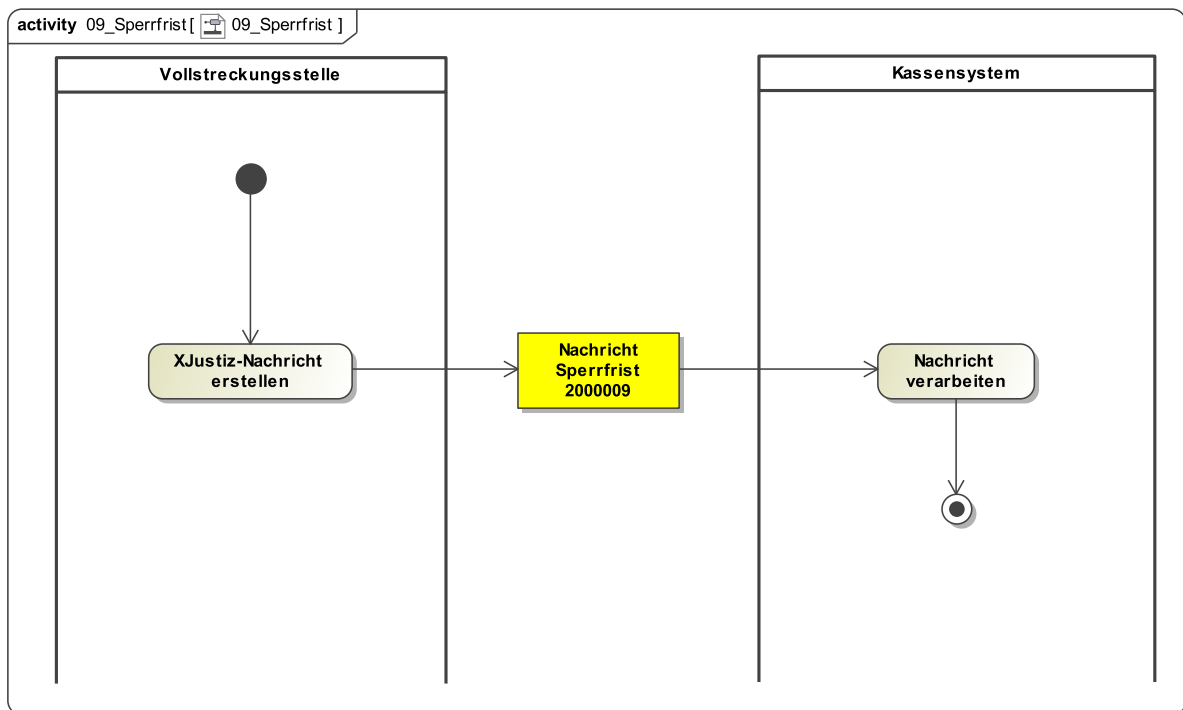 activity 09_Sperrfrist [ 09_Sperrfrist ]
Vollstreckungsstelle
Kassensystem
XJustiz-Nachricht
erstellen
Nachricht
Sperrfrist
2000009
Nachricht
verarbeiten